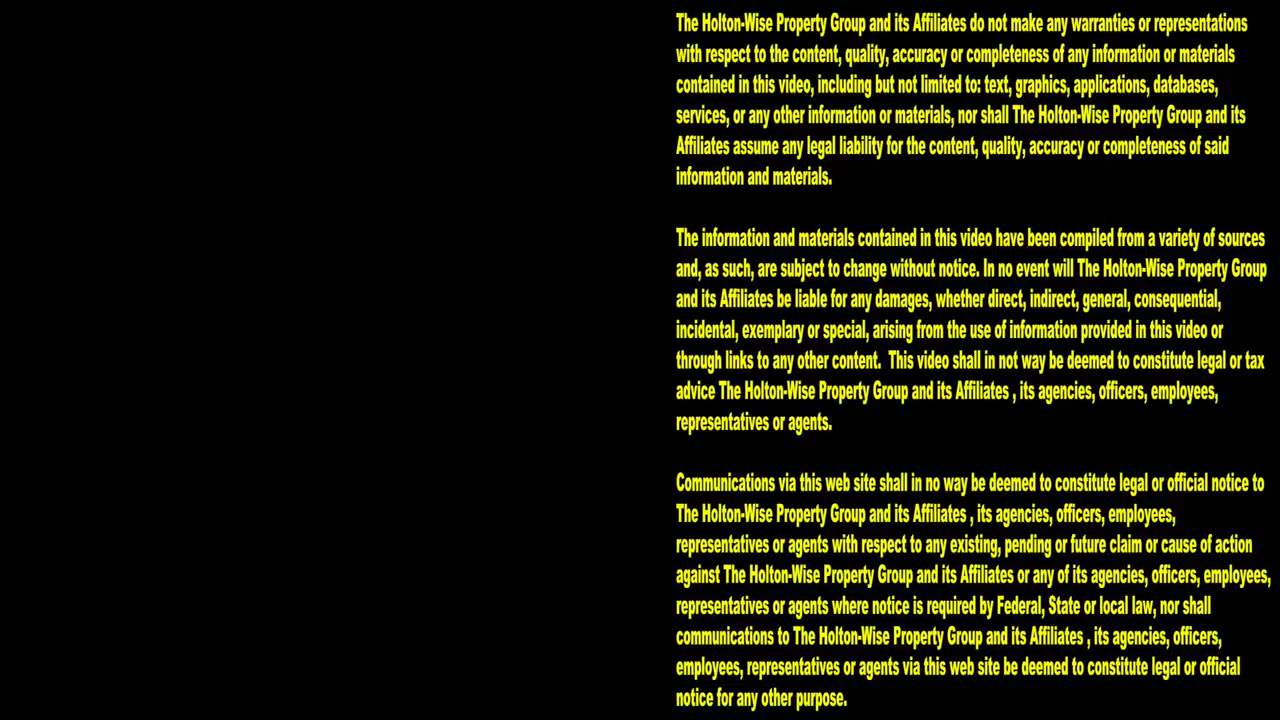 The Holton-Wise Property Group and its Affiliates do not make any warranties or representations
with respect to the content, quality, accuracy or completeness of any information or materials
contained in this video, including but not limited to: text, graphics, applications, databases,
services, or any other information or materials, nor shall The Holton-Wise Property Group and its
Affiliates assume any legal liability for the content, quality, accuracy or completeness of said
information and materials.
The information and materials contained in this video have been compiled from a variety of sources
and, as such, are subject to change without notice. In no event will The Holton-Wise Property Group
and its Affiliates be liable for any damages, whether direct, indirect, general, consequential,
incidental, exemplary or special, arising from the use of information provided in this video or
through links to any other content.  This video shall in not way be deemed to constitute legal or tax
advice The Holton-Wise Property Group and its Affiliates , its agencies, officers, employees,
representatives or agents.
Communications via this web site shall in no way be deemed to constitute legal or official notice to
The Holton-Wise Property Group and its Affiliates , its agencies, officers, employees,
representatives or agents with respect to any existing, pending or future claim or cause of action
against The Holton-Wise Property Group and its Affiliates or any of its agencies, officers, employees,
representatives or agents where notice is required by Federal, State or local law, nor shall
communications to The Holton-Wise Property Group and its Affiliates , its agencies, officers,
employees, representatives or agents via this web site be deemed to constitute legal or official
notice for any other purpose.